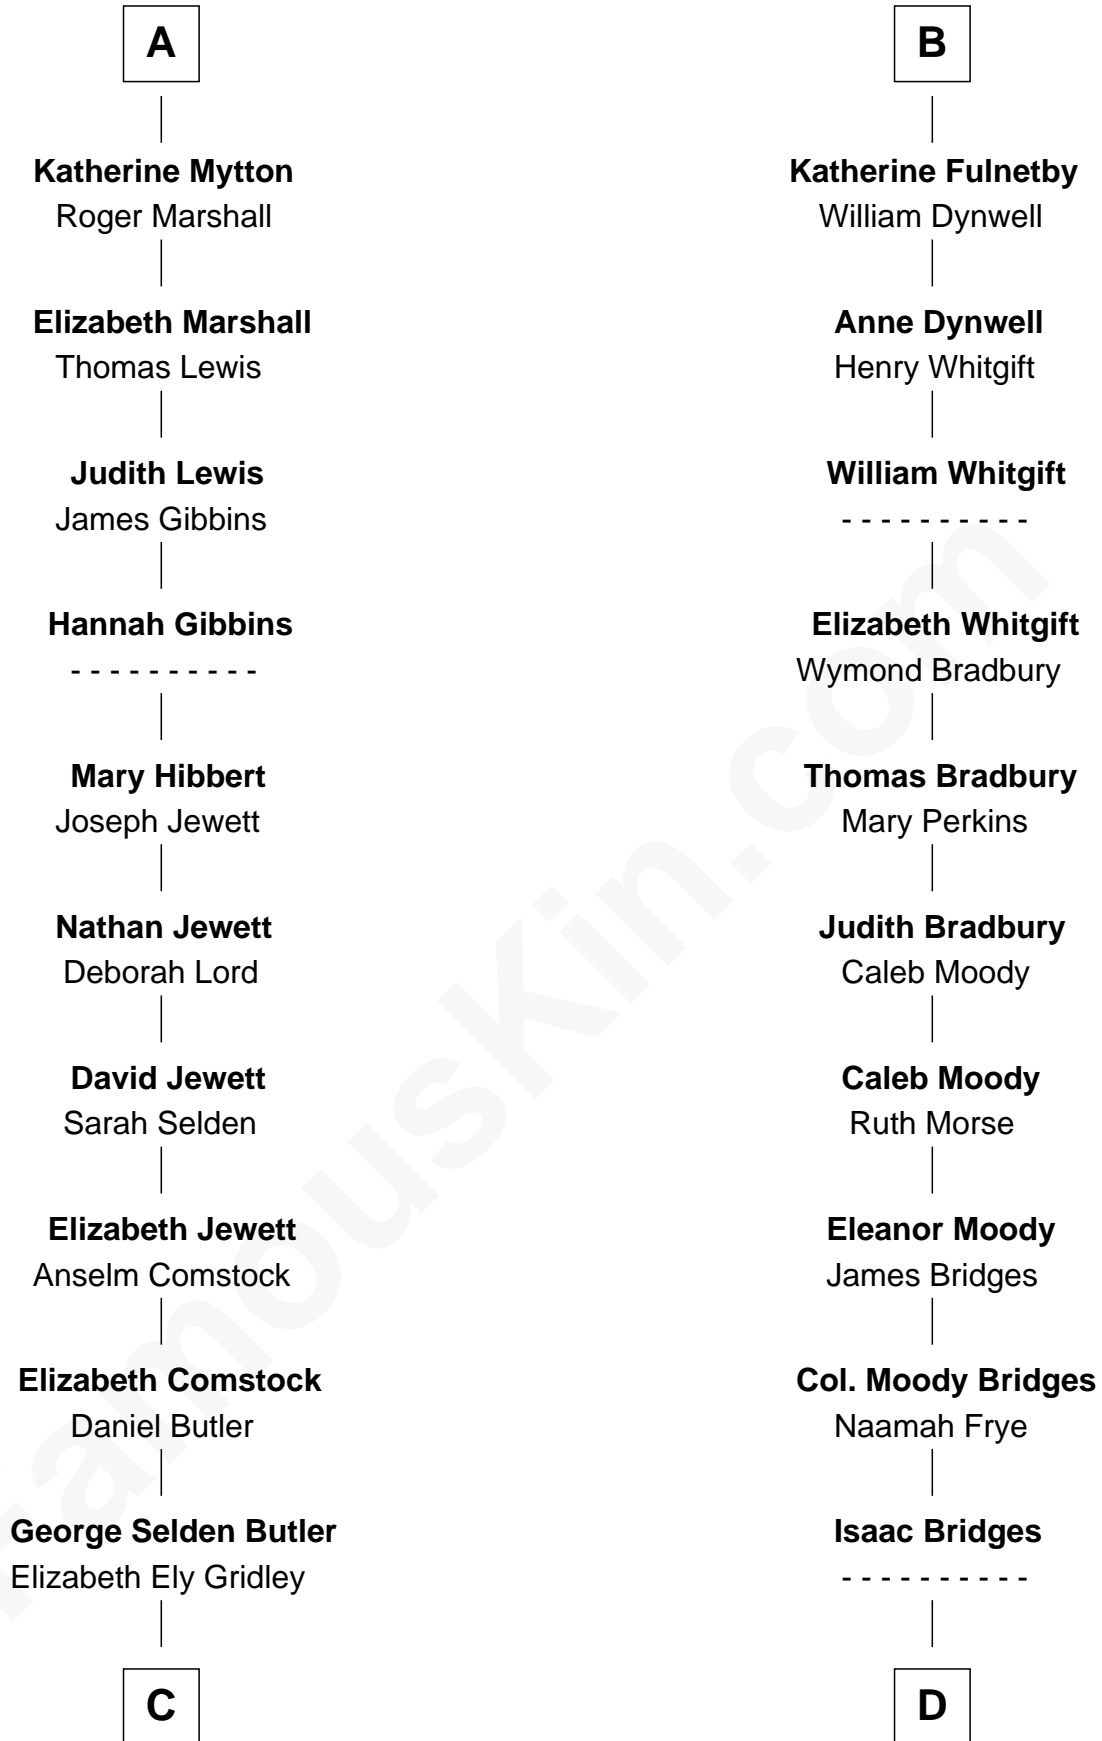 A
Katherine Mytton
Roger Marshall
Elizabeth Marshall
Thomas Lewis
Judith Lewis
James Gibbins
Hannah Gibbins
- - - - - - - - - -
Mary Hibbert
Joseph Jewett
Nathan Jewett
Deborah Lord
David Jewett
Sarah Selden
Elizabeth Jewett
Anselm Comstock
Elizabeth Comstock
Daniel Butler
George Selden Butler
Elizabeth Ely Gridley
C
B
Katherine Fulnetby
William Dynwell
Anne Dynwell
Henry Whitgift
William Whitgift
- - - - - - - - - -
Elizabeth Whitgift
Wymond Bradbury
Thomas Bradbury
Mary Perkins
Judith Bradbury
Caleb Moody
Caleb Moody
Ruth Morse
Eleanor Moody
James Bridges
Col. Moody Bridges
Naamah Frye
Isaac Bridges
- - - - - - - - - -
D
FamousKin.com